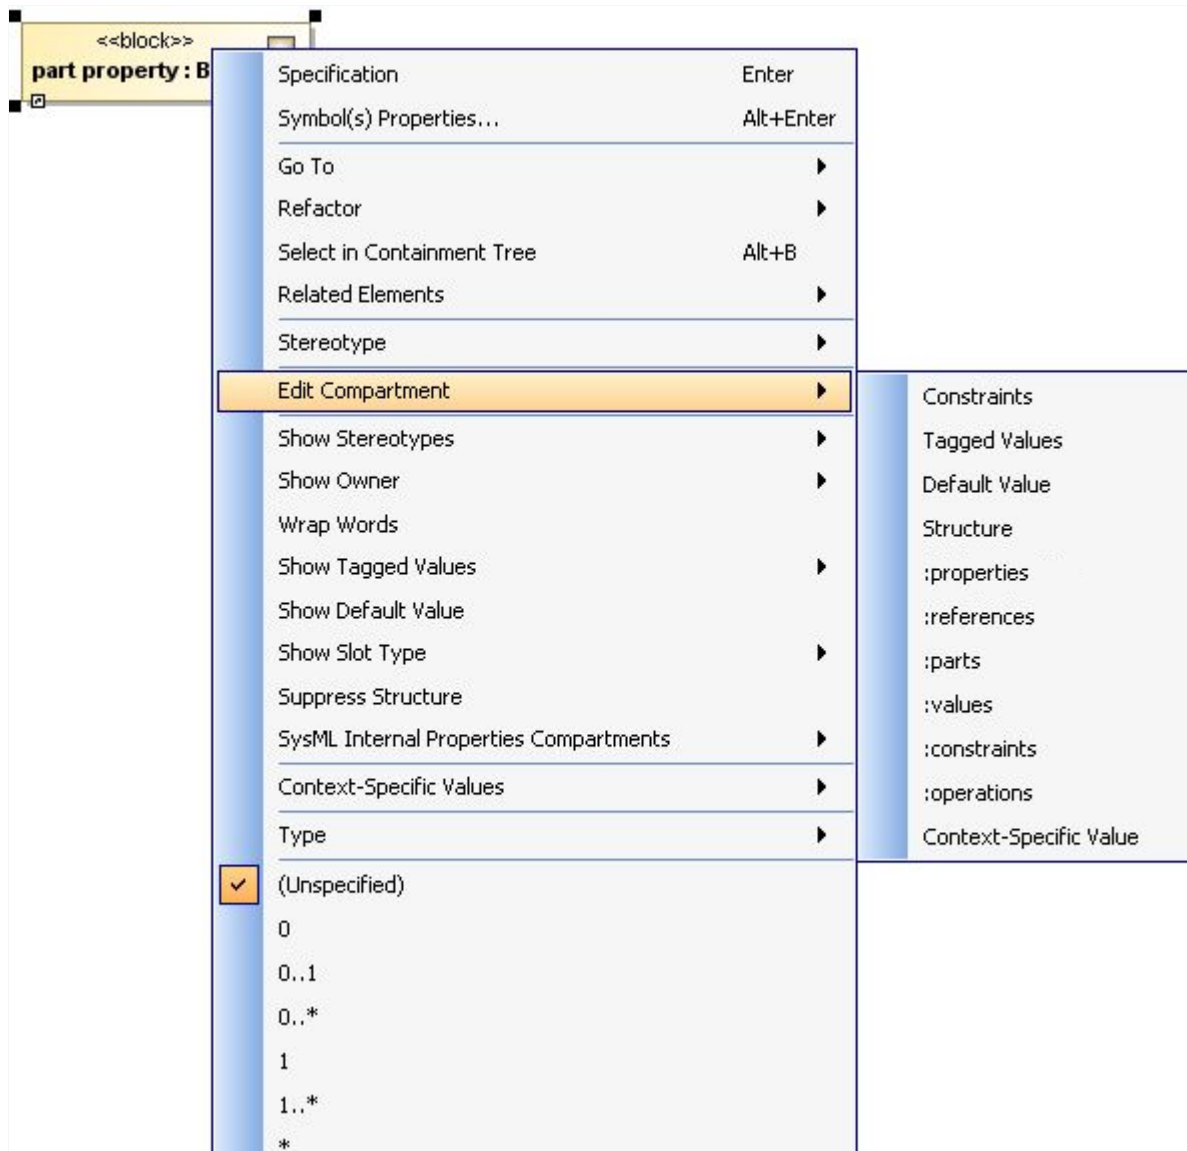 <<block>>
part property : B
Specification Enter
Symbol(s) Properties... Alt+Enter
Go To
Refactor
Select in Containment Tree Alt+B
Related Elements
Stereotype
Edit Compartment
Show Stereotypes
Show Owner
Wrap Words
Show Tagged Values
Show Default Value
Show Slot Type
Suppress Structure
SysML Internal Properties Compartments
Context-Specific Values
Type
(Unspecified)
0
0..1
0..*
1
1..*
*
Constraints
Tagged Values
Default Value
Structure
:properties
:references
:parts
:values
:constraints
:operations
Context-Specific Value